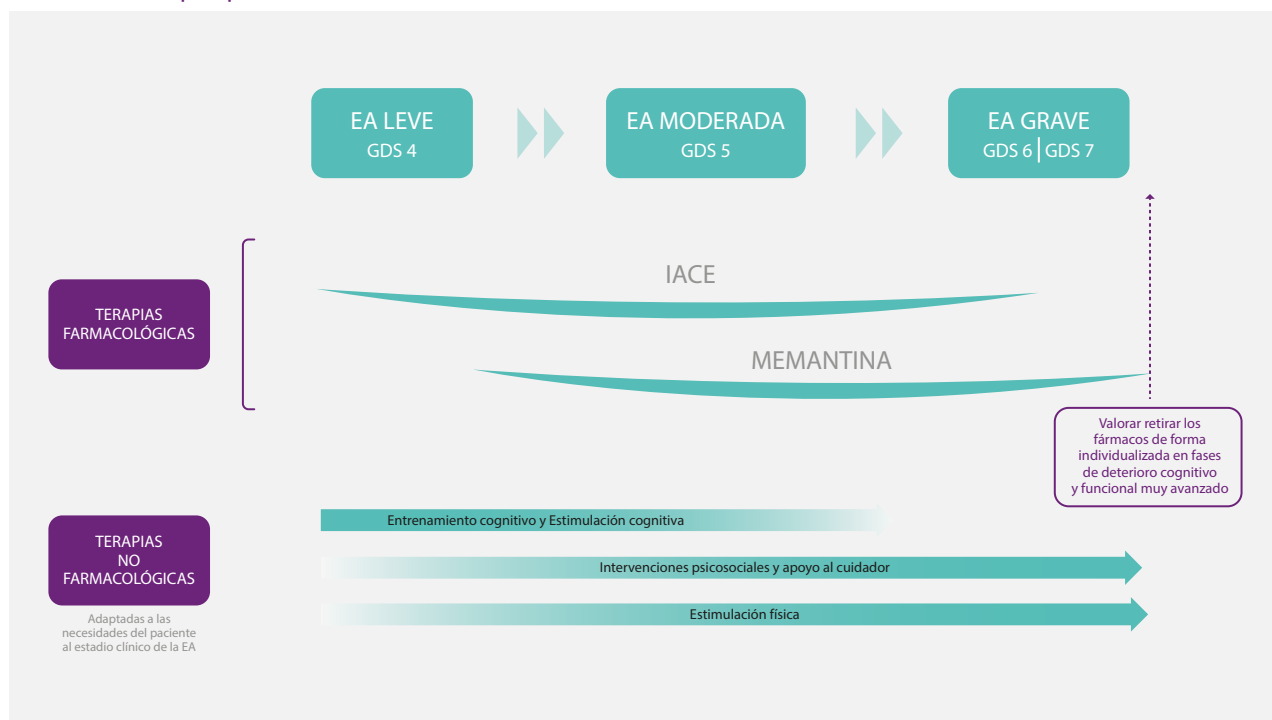 EA LEVE
GDS 4
EA MODERADA
GDS 5
EA GRAVE
GDS 6 | GDS 7
IACE
TERAPIAS
FARMACOLÓGICAS
MEMANTINA
Valorar retirar los
fármacos de forma
individualizada en fases
de deterioro cognitivo
y funcional muy avanzado
Entrenamiento cognitivo y Estimulación cognitiva
TERAPIAS
NO
FARMACOLÓGICAS
Intervenciones psicosociales y apoyo al cuidador
Estimulación física
Adaptadas a las
necesidades del paciente
al estadio clínico de la EA